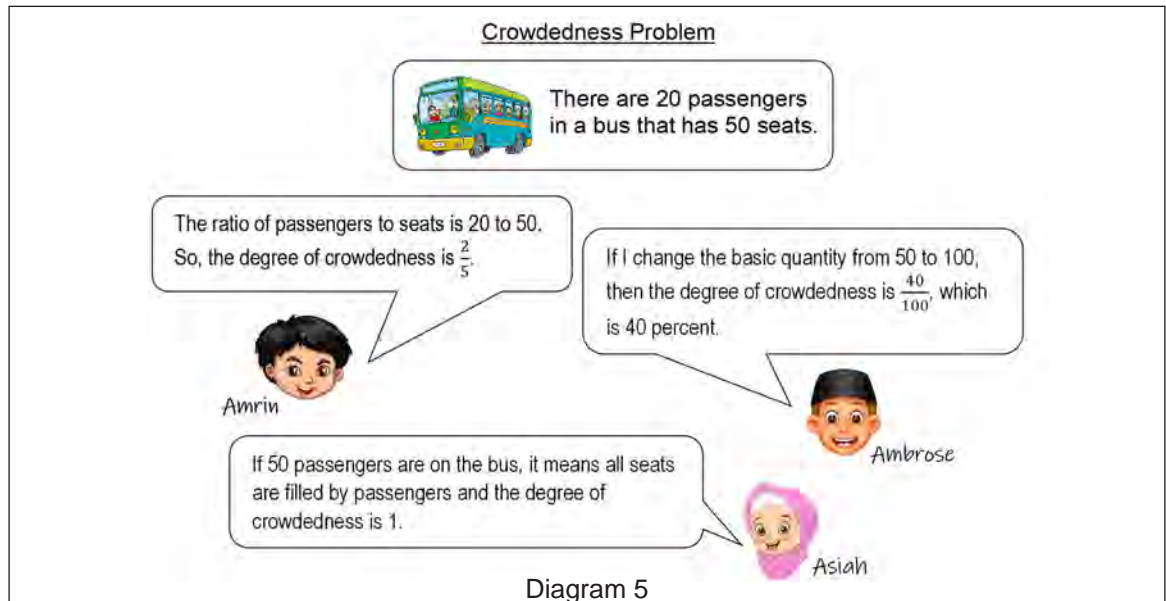 Crowdedness Problem
There are 20 passengers
in a bus that has 50 seats.
The ratio of passengers to seats is 20 to 50.
So, the degree of crowdedness is 2/5.
If I change the basic quantity from 50 to 100,
then the degree of crowdedness is 40/100, which
is 40 percent.
Amrin
Ambrose
If 50 passengers are on the bus, it means all seats
are filled by passengers and the degree of
crowdedness is 1.
Asiah
Diagram 5